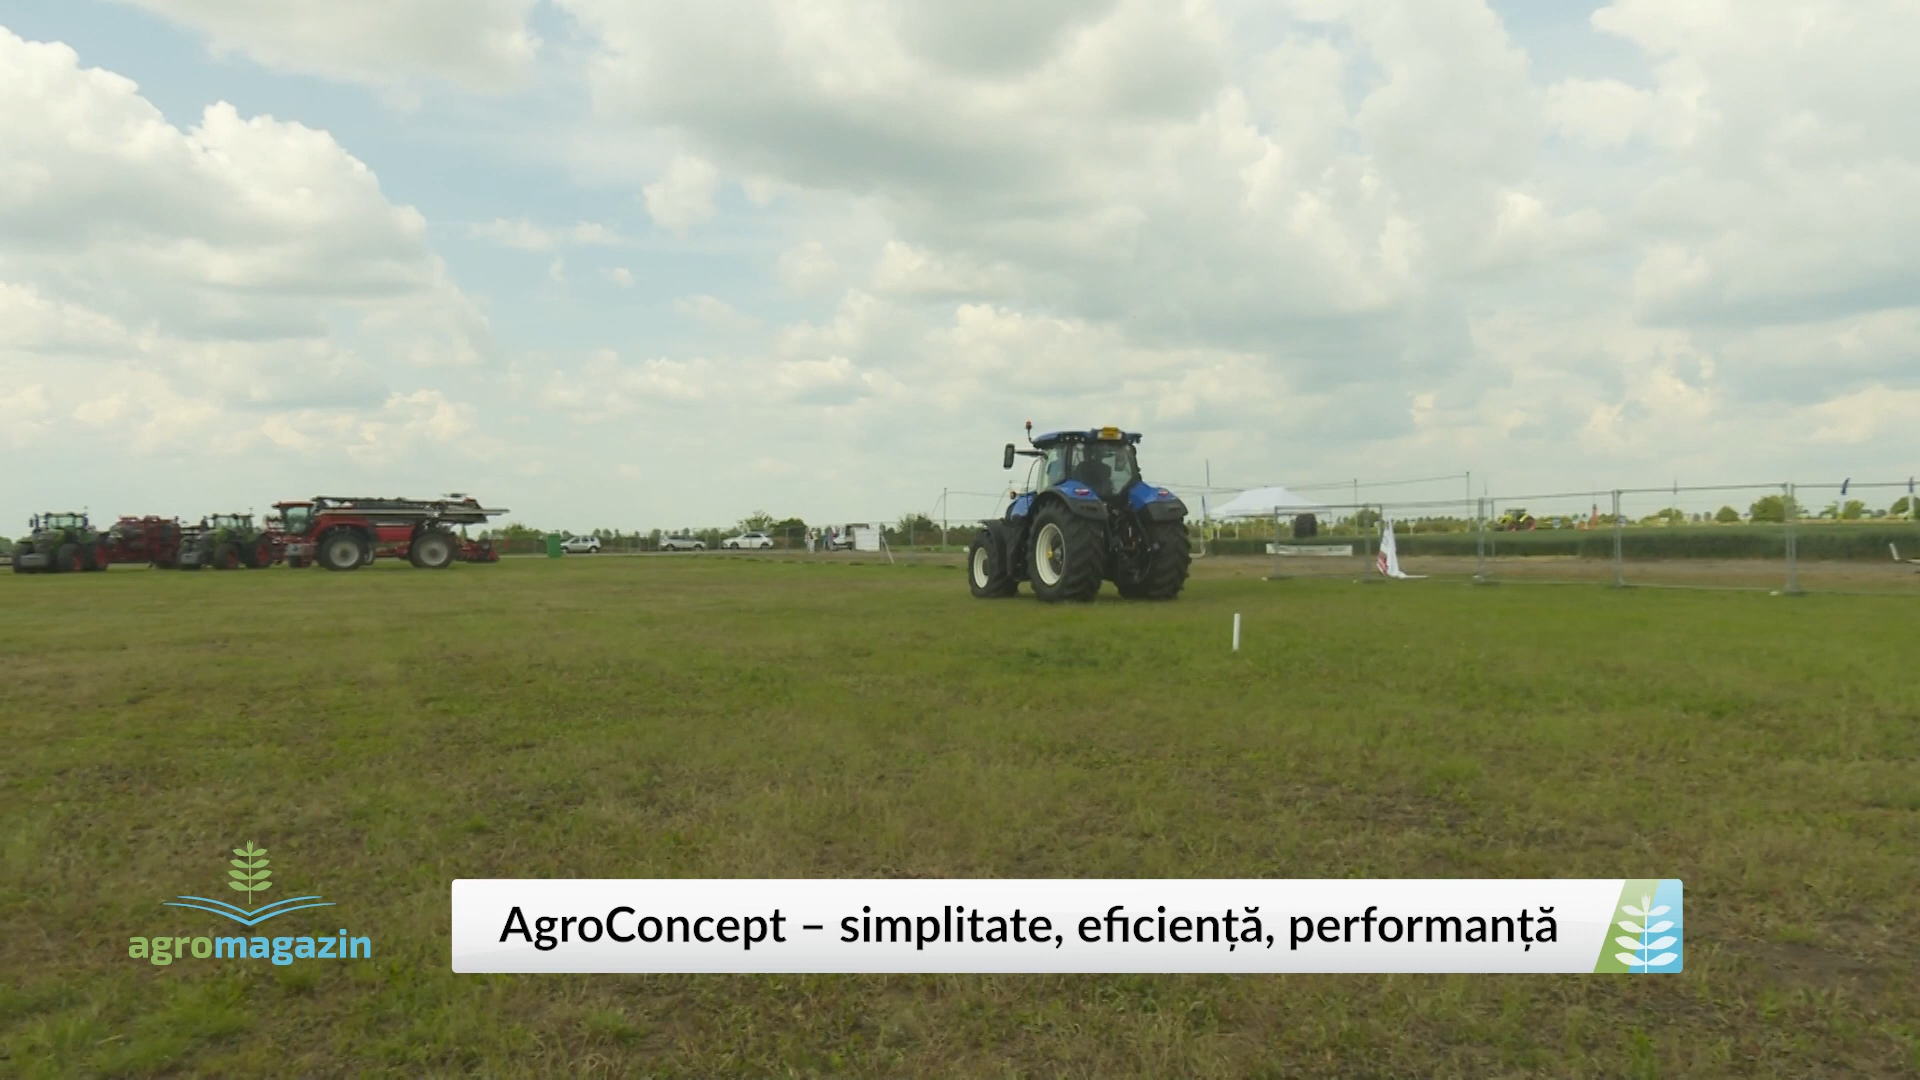 agromagazin
AgroConcept – simplitate, eficiență, performanță